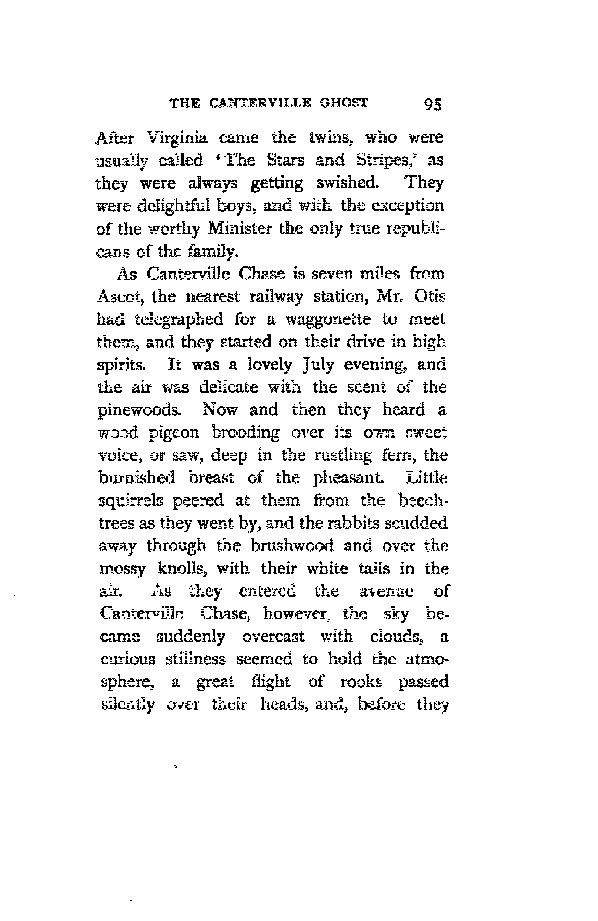 THE CANTERVILLE GHOST 95
After Virginia came the twins, who were
usually called ‘The Stars and Stripes,’ as
they were always getting swished. They
were delightful boys, and with the exception
of the worthy Minister the only true republi-
cans of the family.
As Canterville Chase is seven miles from
Ascot, the nearest railway station, Mr. Otis
had telegraphed for a waggonette to meet
them, and they started on their drive in high
spirits. It was a lovely July evening, and
the air was delicate with the scent of the
pinewoods. Now and then they heard a
wood pigeon brooding over its own sweet
voice, or saw, deep in the rustling fern, the
burnished breast of the pheasant. Little
squirrels peered at them from the beech-
trees as they went by, and the rabbits scudded
away through the brushwood and over the
mossy knolls, with their white tails in the
air. As they entered the avenue of
Canterville Chase, however, the sky be-
came suddenly overcast with clouds, a
curious stillness seemed to hold the atmo-
sphere, a great flight of rooks passed
silently over their heads, and, before they